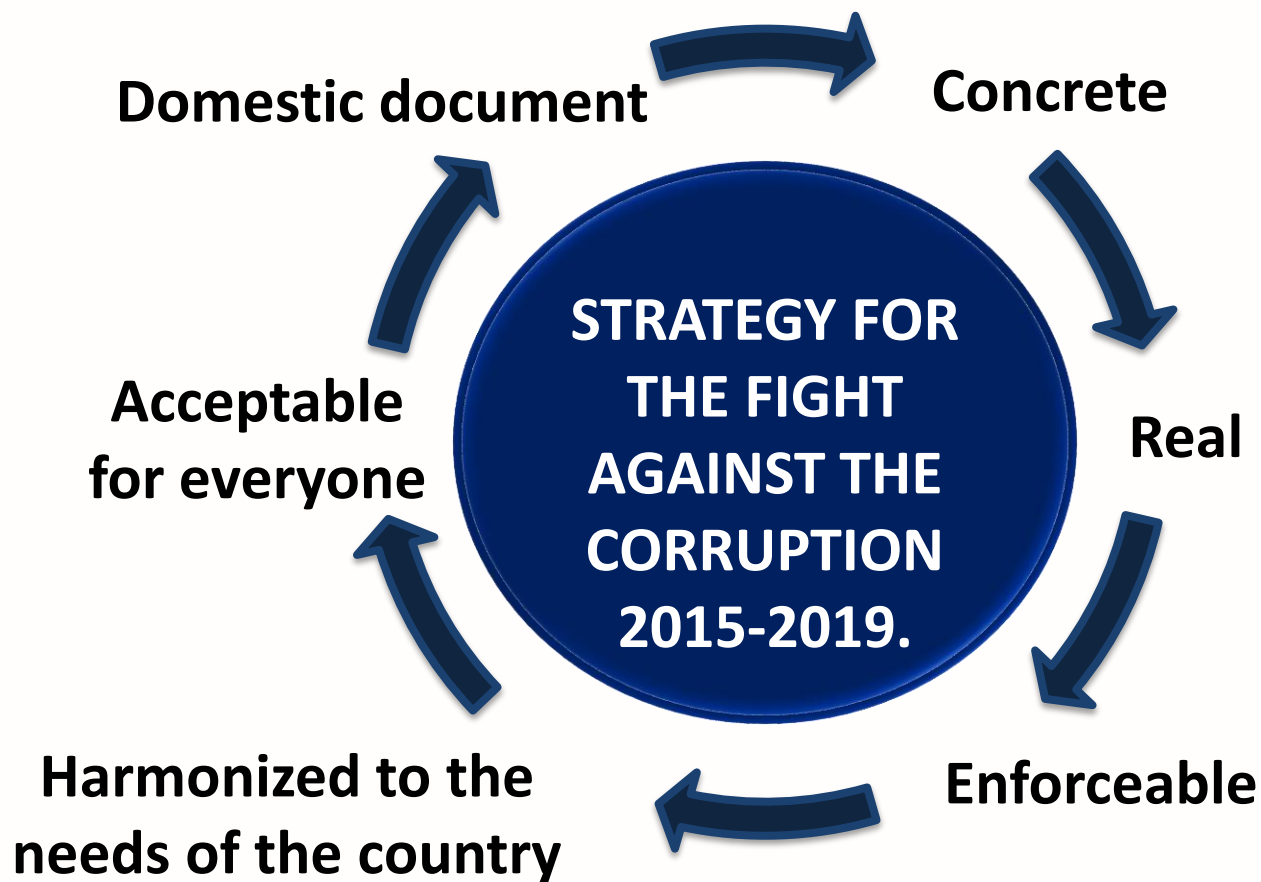 Domestic document
Concrete
STRATEGY FOR
THE FIGHT
AGAINST THE
CORRUPTION
2015-2019.
Acceptable
for everyone
Real
Harmonized to the
needs of the country
Enforceable